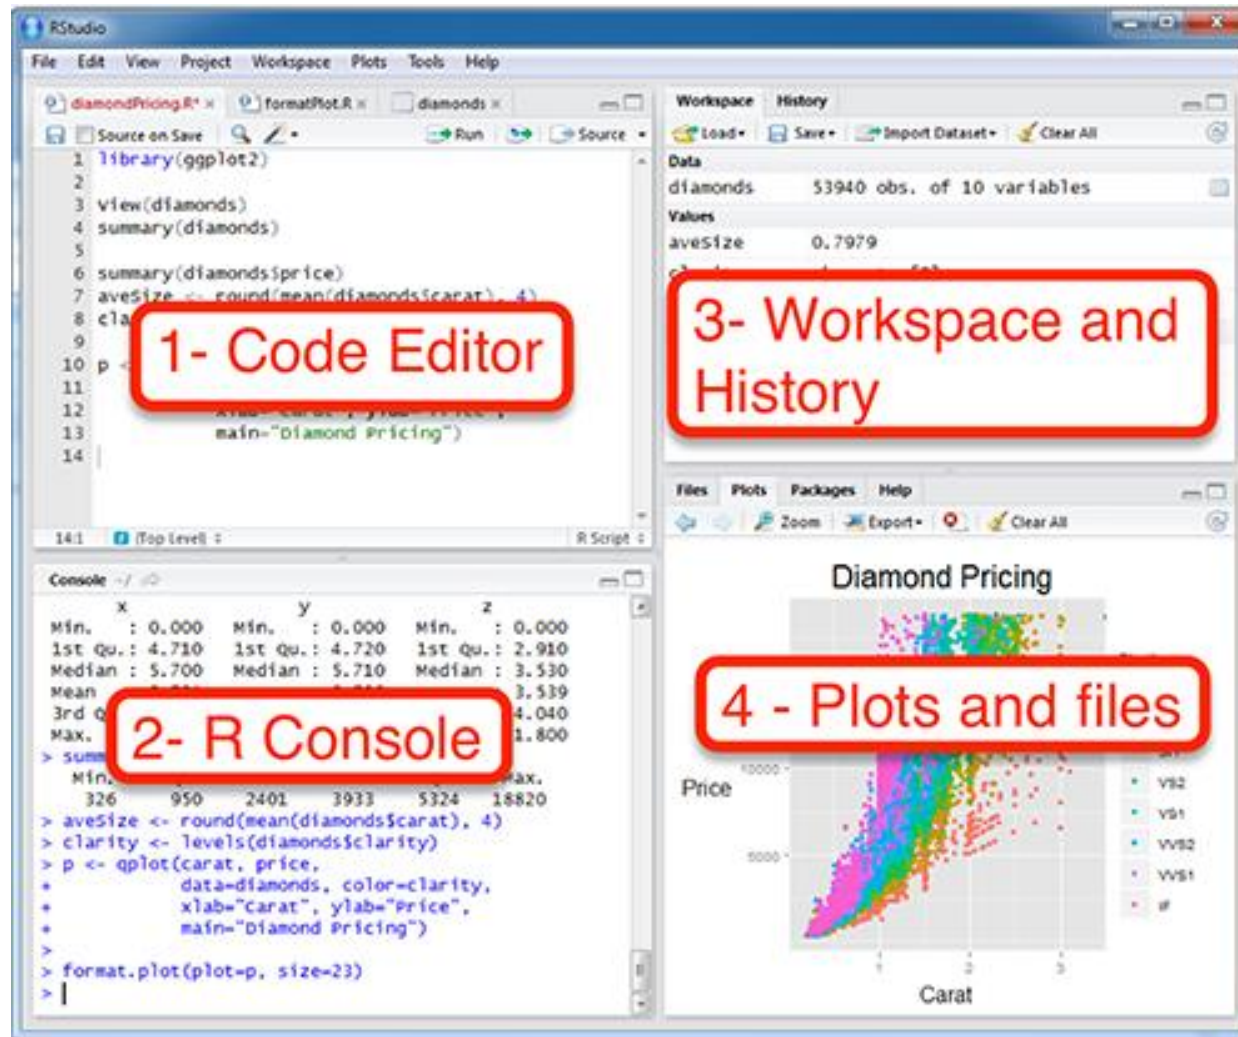 RStudio
File Edit View Project Workspace Plots Tools Help
diamondPricing.R* formatPlot.R diamonds
Source on Save Run Source
1 library(ggplot2)
2
3 View(diamonds)
4 summary(diamonds)
5
6 summary(diamonds$price)
7 aveSize <- round(mean(diamonds$carat), 4)
8 cla
9
10 p <
11
12 xlab="Carat", ylab="Price",
13 main="Diamond Pricing")
14
1- Code Editor
14:1 (Top Level) R Script
Console ~/
x y z
Min. : 0.000 Min. : 0.000 Min. : 0.000
1st Qu.: 4.710 1st Qu.: 4.720 1st Qu.: 2.910
Median : 5.700 Median : 5.710 Median : 3.530
Mean 3.539
3rd Q 4.040
Max. 1.800
2- R Console
> summ
Min. Max.
326 950 2401 3933 5324 18820
> aveSize <- round(mean(diamonds$carat), 4)
> clarity <- levels(diamonds$clarity)
> p <- qplot(carat, price,
+ data=diamonds, color=clarity,
+ xlab="Carat", ylab="Price",
+ main="Diamond Pricing")
>
> format.plot(plot=p, size=23)
>
Workspace History
Load Save Import Dataset Clear All
Data
diamonds 53940 obs. of 10 variables
Values
aveSize 0.7979
3- Workspace and
History
Files Plots Packages Help
Zoom Export Clear All
Diamond Pricing
4 - Plots and files
Price
10000
5000
1 2 3
Carat
VS2
VS1
VVS2
VVS1
IF